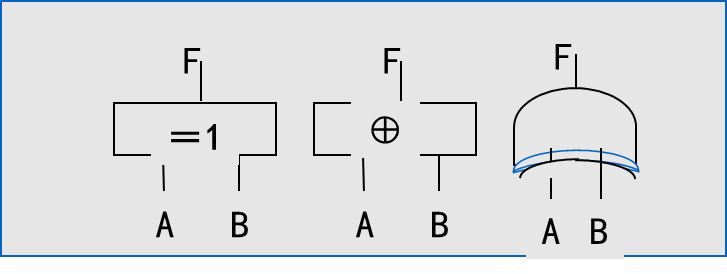 F F F
=1 ⊕
A B A B A B